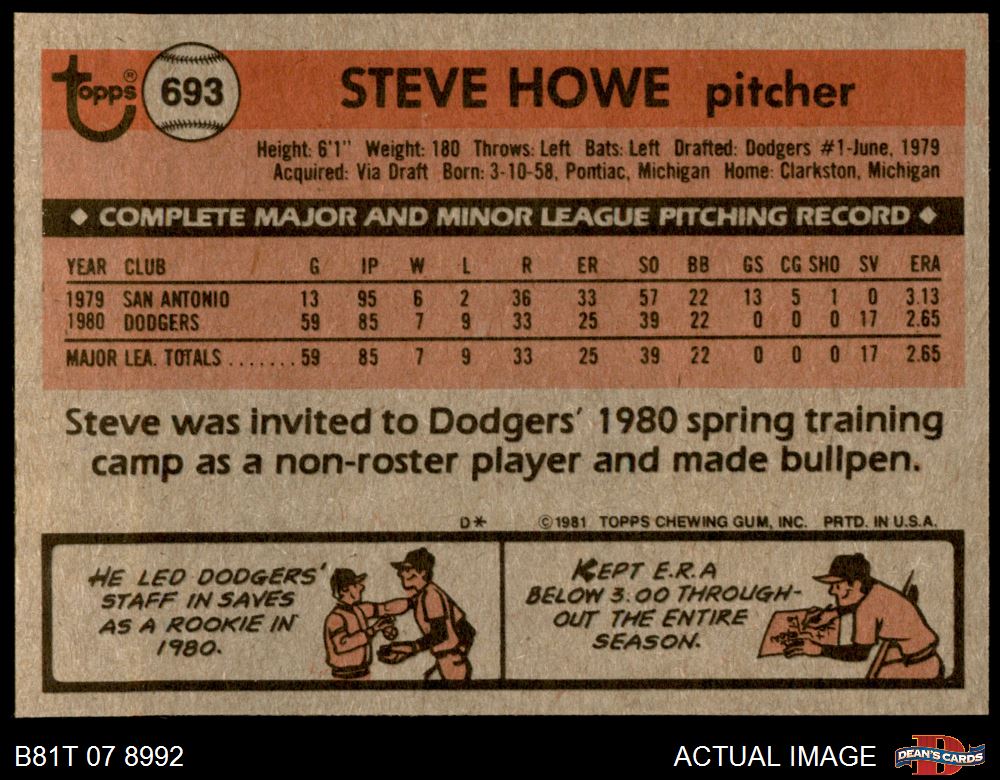 topps® 693 STEVE HOWE pitcher
Height: 6'1" Weight: 180 Throws: Left Bats: Left Drafted: Dodgers #1-June, 1979
Acquired: Via Draft Born: 3-10-58, Pontiac, Michigan Home: Clarkston, Michigan
◆ COMPLETE MAJOR AND MINOR LEAGUE PITCHING RECORD ◆
YEAR CLUB G IP W L R ER SO BB GS CG SHO SV ERA
1979 SAN ANTONIO 13 95 6 2 36 33 57 22 13 5 1 0 3.13
1980 DODGERS 59 85 7 9 33 25 39 22 0 0 0 17 2.65
MAJOR LEA. TOTALS ....... 59 85 7 9 33 25 39 22 0 0 0 17 2.65
Steve was invited to Dodgers' 1980 spring training
camp as a non-roster player and made bullpen.
D* ©1981 TOPPS CHEWING GUM, INC. PRTD. IN U.S.A.
HE LED DODGERS'
STAFF IN SAVES
AS A ROOKIE IN
1980.
KEPT E.R.A
BELOW 3.00 THROUGH-
OUT THE ENTIRE
SEASON.
B81T 07 8992 ACTUAL IMAGE DEAN'S CARDS